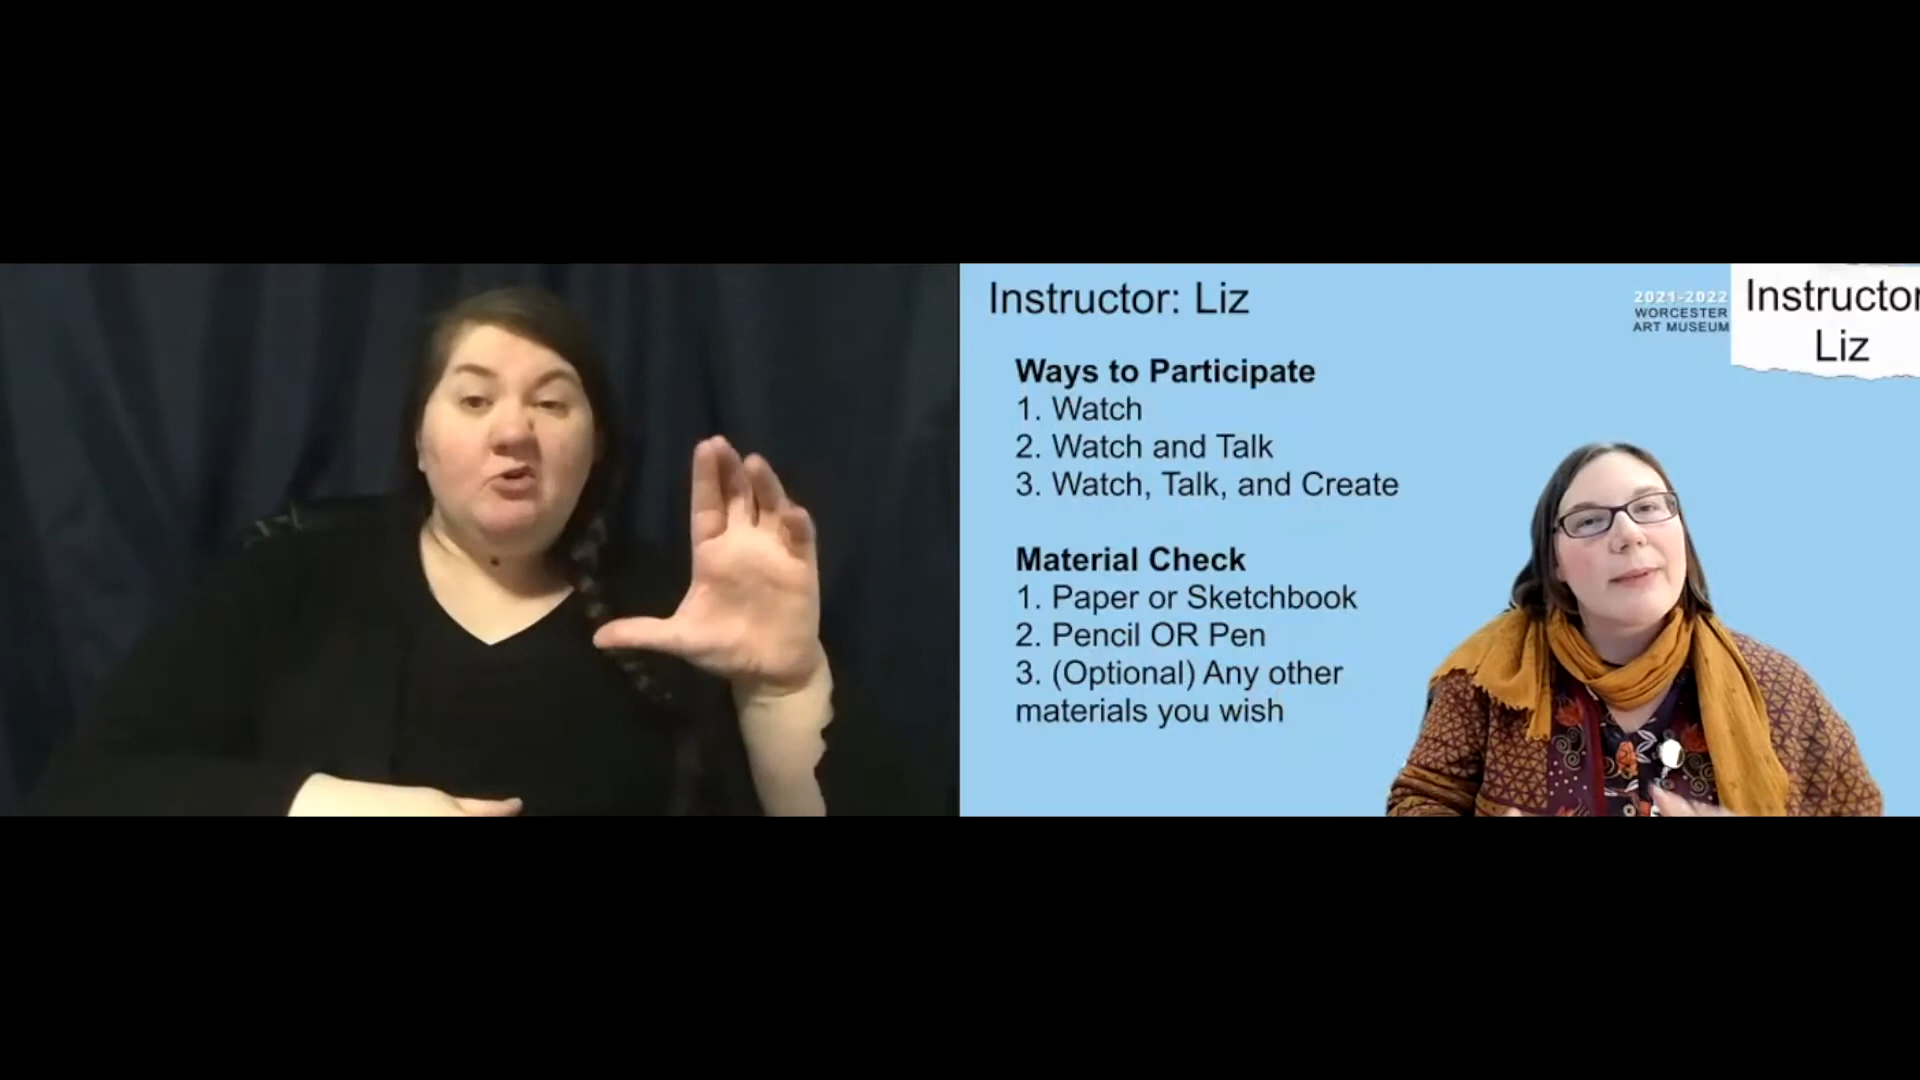 Instructor: Liz
2021-2022
WORCESTER
ART MUSEUM
Instructor
Liz
Ways to Participate
1. Watch
2. Watch and Talk
3. Watch, Talk, and Create
Material Check
1. Paper or Sketchbook
2. Pencil OR Pen
3. (Optional) Any other
materials you wish